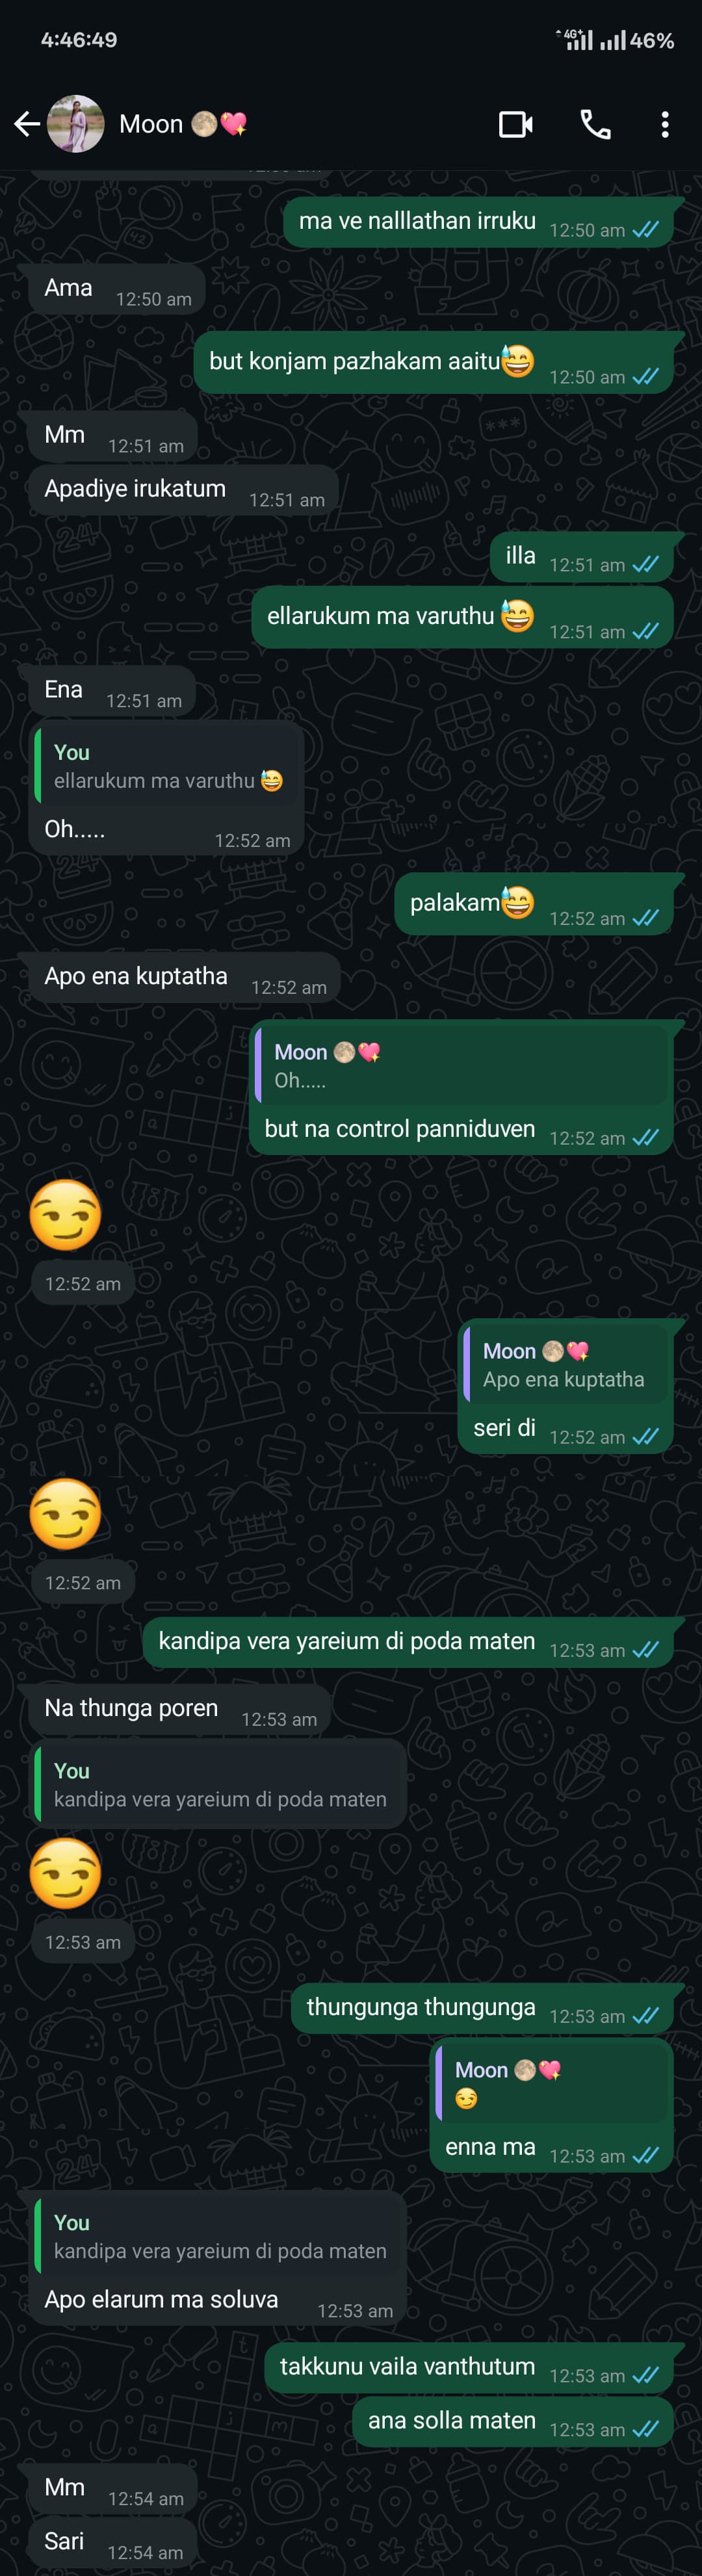 4:46:49
4G+ 46%
Moon 🌕💖
ma ve nalllathan irruku 12:50 am
Ama 12:50 am
but konjam pazhakam aaitu😅 12:50 am
Mm 12:51 am
Apadiye irukatum 12:51 am
illa 12:51 am
ellarukum ma varuthu 😅 12:51 am
Ena 12:51 am
You
ellarukum ma varuthu 😅
Oh..... 12:52 am
palakam😅 12:52 am
Apo ena kuptatha 12:52 am
Moon 🌕💖
Oh.....
but na control panniduven 12:52 am
😏
12:52 am
Moon 🌕💖
Apo ena kuptatha
seri di 12:52 am
😏
12:52 am
kandipa vera yareium di poda maten 12:53 am
Na thunga poren 12:53 am
You
kandipa vera yareium di poda maten
😏
12:53 am
thungunga thungunga 12:53 am
Moon 🌕💖
😏
enna ma 12:53 am
You
kandipa vera yareium di poda maten
Apo elarum ma soluva 12:53 am
takkunu vaila vanthutum 12:53 am
ana solla maten 12:53 am
Mm 12:54 am
Sari 12:54 am